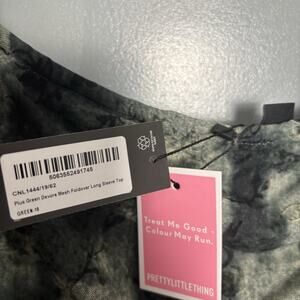 5063552491745
CNL1444/19/62
Plus Green Devore Mesh Foldover Long Sleeve Top
GREEN-18
Treat Me Good -
Colour May Run.
PRETTYLITTLETHING